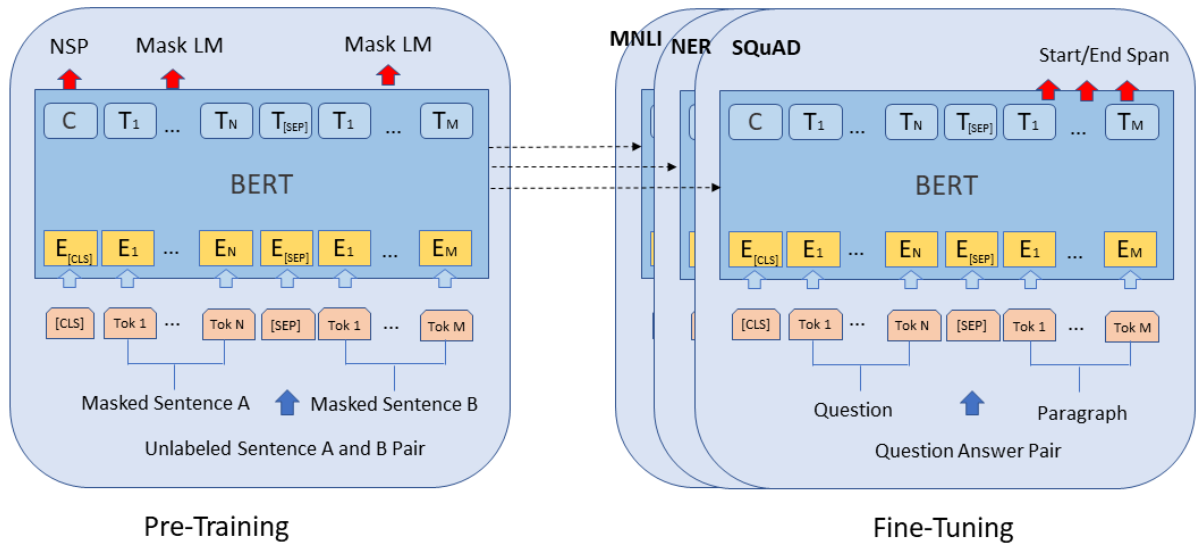 NSP Mask LM Mask LM
C T1 ... TN T[SEP] T1 ... TM
BERT
E[CLS] E1 ... EN E[SEP] E1 ... EM
[CLS] Tok 1 ... Tok N [SEP] Tok 1 ... Tok M
Masked Sentence A Masked Sentence B
Unlabeled Sentence A and B Pair
Pre-Training
MNLI NER SQuAD
Start/End Span
C T1 ... TN T[SEP] T1 ... TM
BERT
E[CLS] E1 ... EN E[SEP] E1 ... EM
[CLS] Tok 1 ... Tok N [SEP] Tok 1 ... Tok M
Question Paragraph
Question Answer Pair
Fine-Tuning